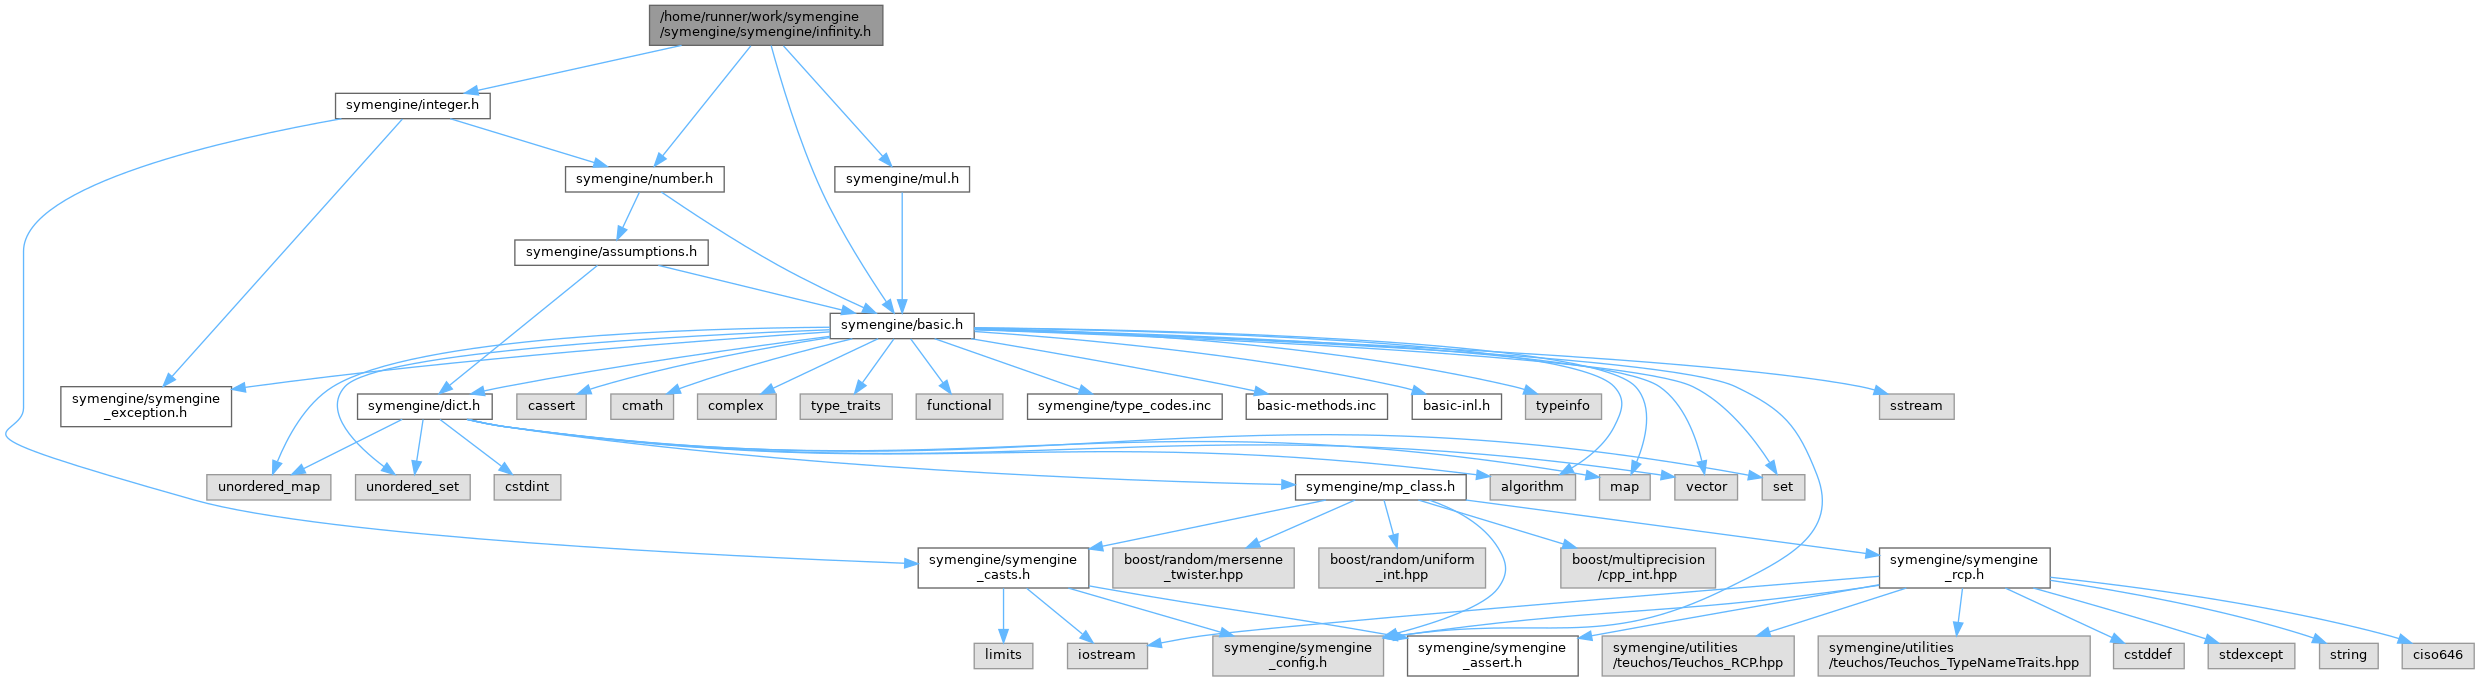 /home/runner/work/symengine
/symengine/symengine/infinity.h
symengine/integer.h
symengine/number.h
symengine/mul.h
symengine/assumptions.h
symengine/basic.h
symengine/symengine
_exception.h
symengine/dict.h
cassert
cmath
complex
type_traits
functional
symengine/type_codes.inc
basic-methods.inc
basic-inl.h
typeinfo
sstream
unordered_map
unordered_set
cstdint
symengine/mp_class.h
algorithm
map
vector
set
symengine/symengine
_casts.h
boost/random/mersenne
_twister.hpp
boost/random/uniform
_int.hpp
boost/multiprecision
/cpp_int.hpp
symengine/symengine
_rcp.h
limits
iostream
symengine/symengine
_config.h
symengine/symengine
_assert.h
symengine/utilities
/teuchos/Teuchos_RCP.hpp
symengine/utilities
/teuchos/Teuchos_TypeNameTraits.hpp
cstddef
stdexcept
string
ciso646